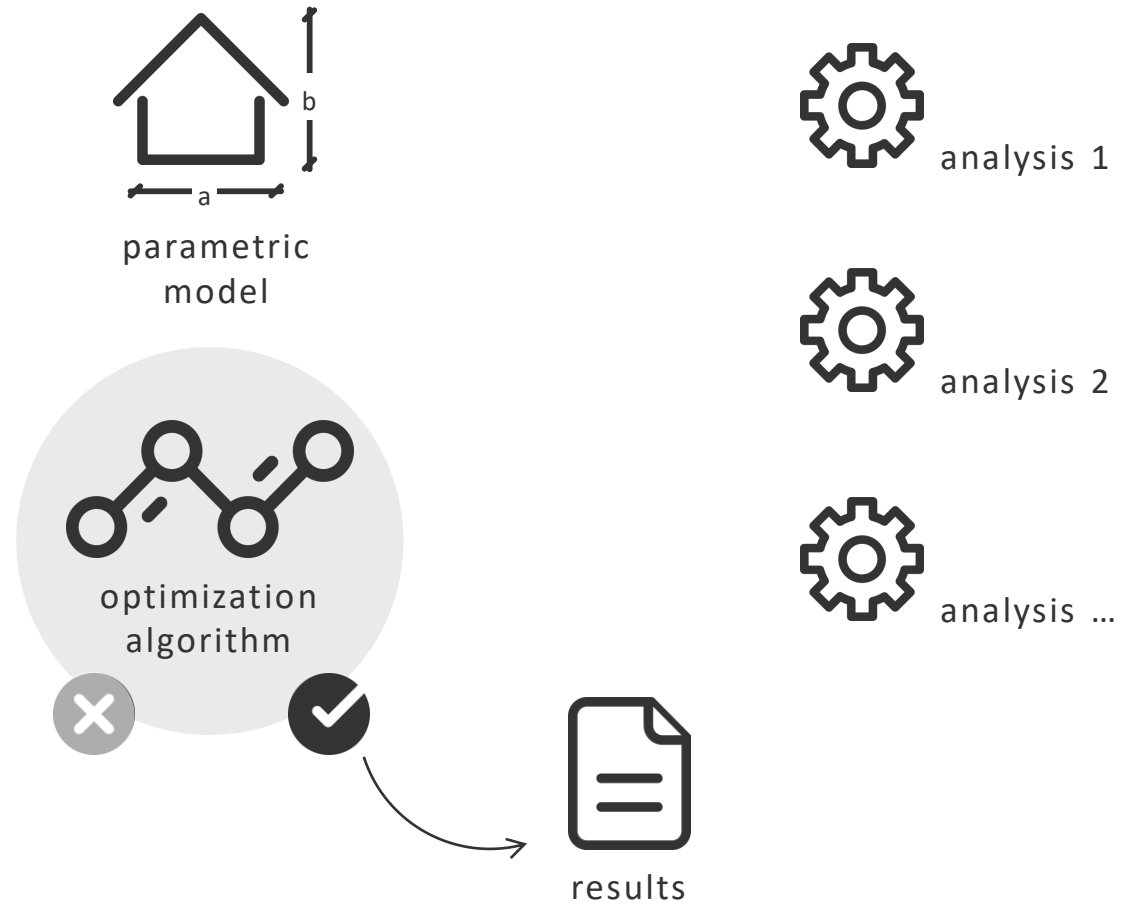 b
a
parametric
model
analysis 1
analysis 2
optimization
algorithm
analysis …
results